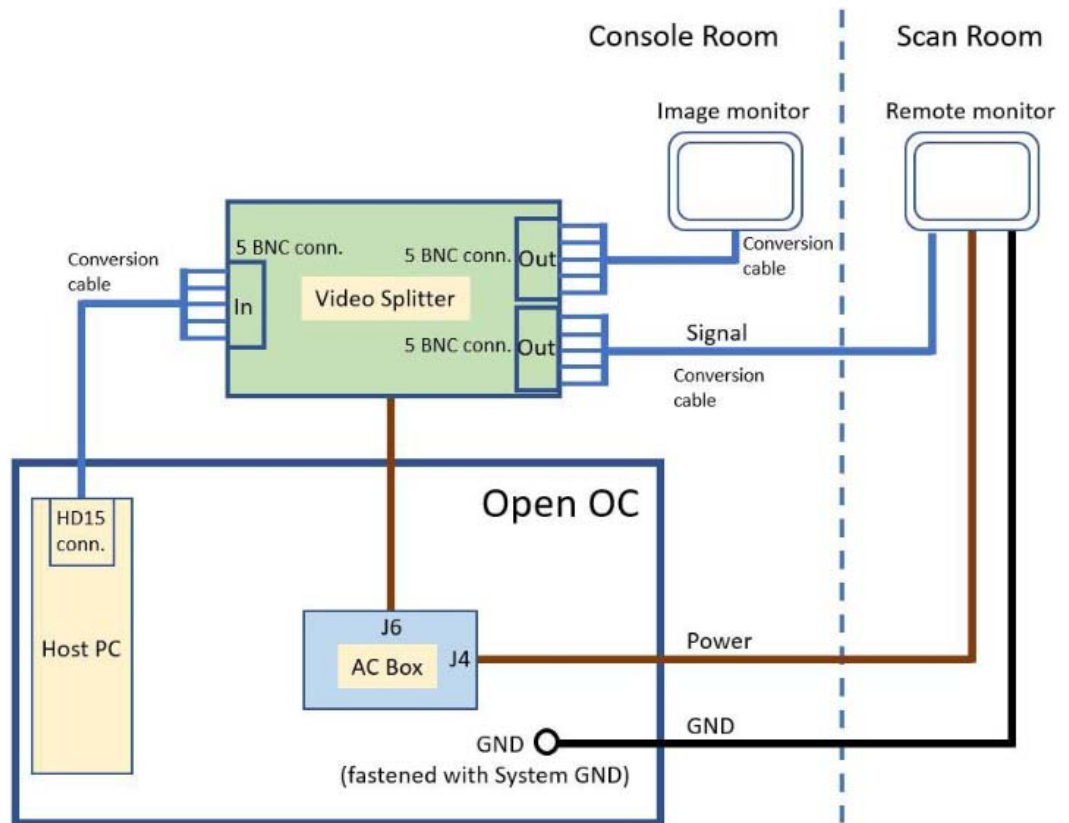 Console Room
Scan Room
Image monitor
Remote monitor
5 BNC conn.
5 BNC conn.
Out
Conversion
cable
Conversion
cable
In
Video Splitter
5 BNC conn.
Out
Signal
Conversion
cable
Open OC
HD15
conn.
Host PC
J6
J4
AC Box
Power
GND
GND
(fastened with System GND)